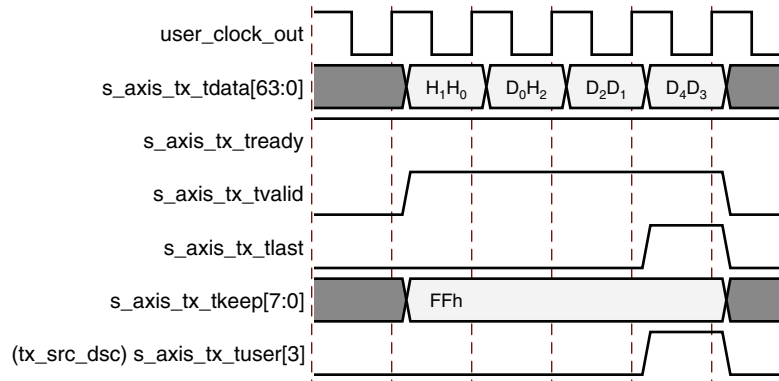 user_clock_out
s_axis_tx_tdata[63:0] H₁H₀ D₀H₂ D₂D₁ D₄D₃
s_axis_tx_tready
s_axis_tx_tvalid
s_axis_tx_tlast
s_axis_tx_tkeep[7:0] FFh
(tx_src_dsc) s_axis_tx_tuser[3]